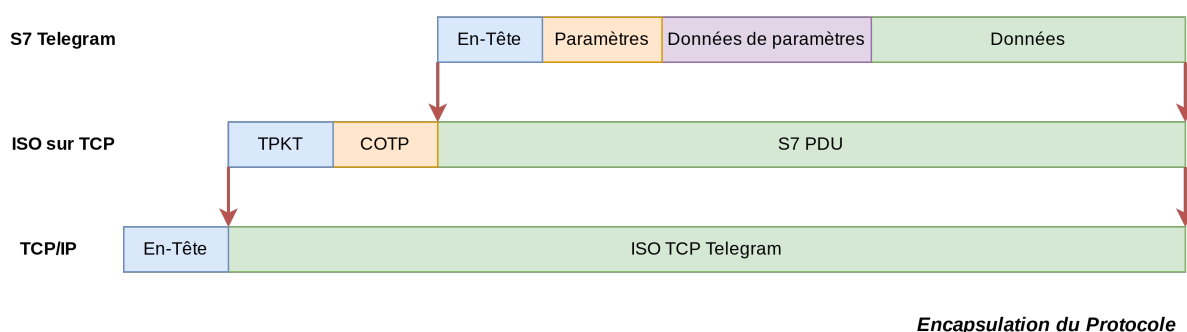 S7 Telegram En-Tête Paramètres Données de paramètres Données
ISO sur TCP TPKT COTP S7 PDU
TCP/IP En-Tête ISO TCP Telegram
Encapsulation du Protocole